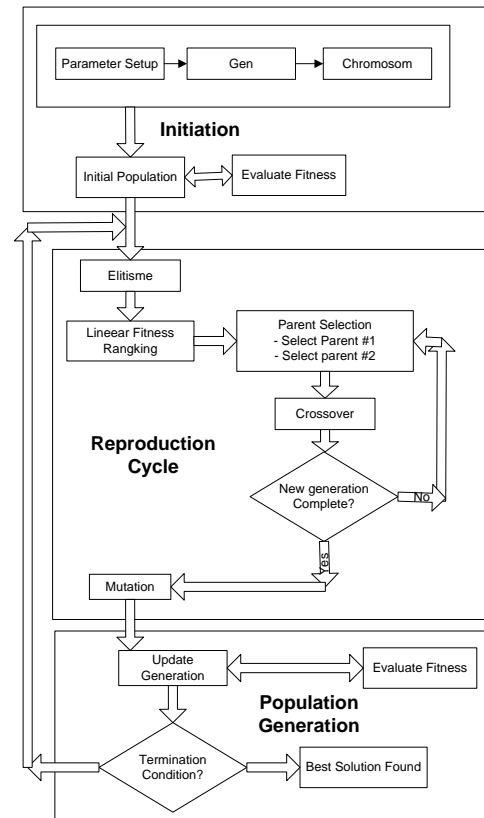 Parameter Setup
Gen
Chromosom
Initiation
Initial Population
Evaluate Fitness
Elitisme
Lineear Fitness
Rangking
Parent Selection
- Select Parent #1
- Select parent #2
Crossover
Reproduction
Cycle
New generation
Complete?
No
Yes
Mutation
Update
Generation
Evaluate Fitness
Population
Generation
Termination
Condition?
Best Solution Found